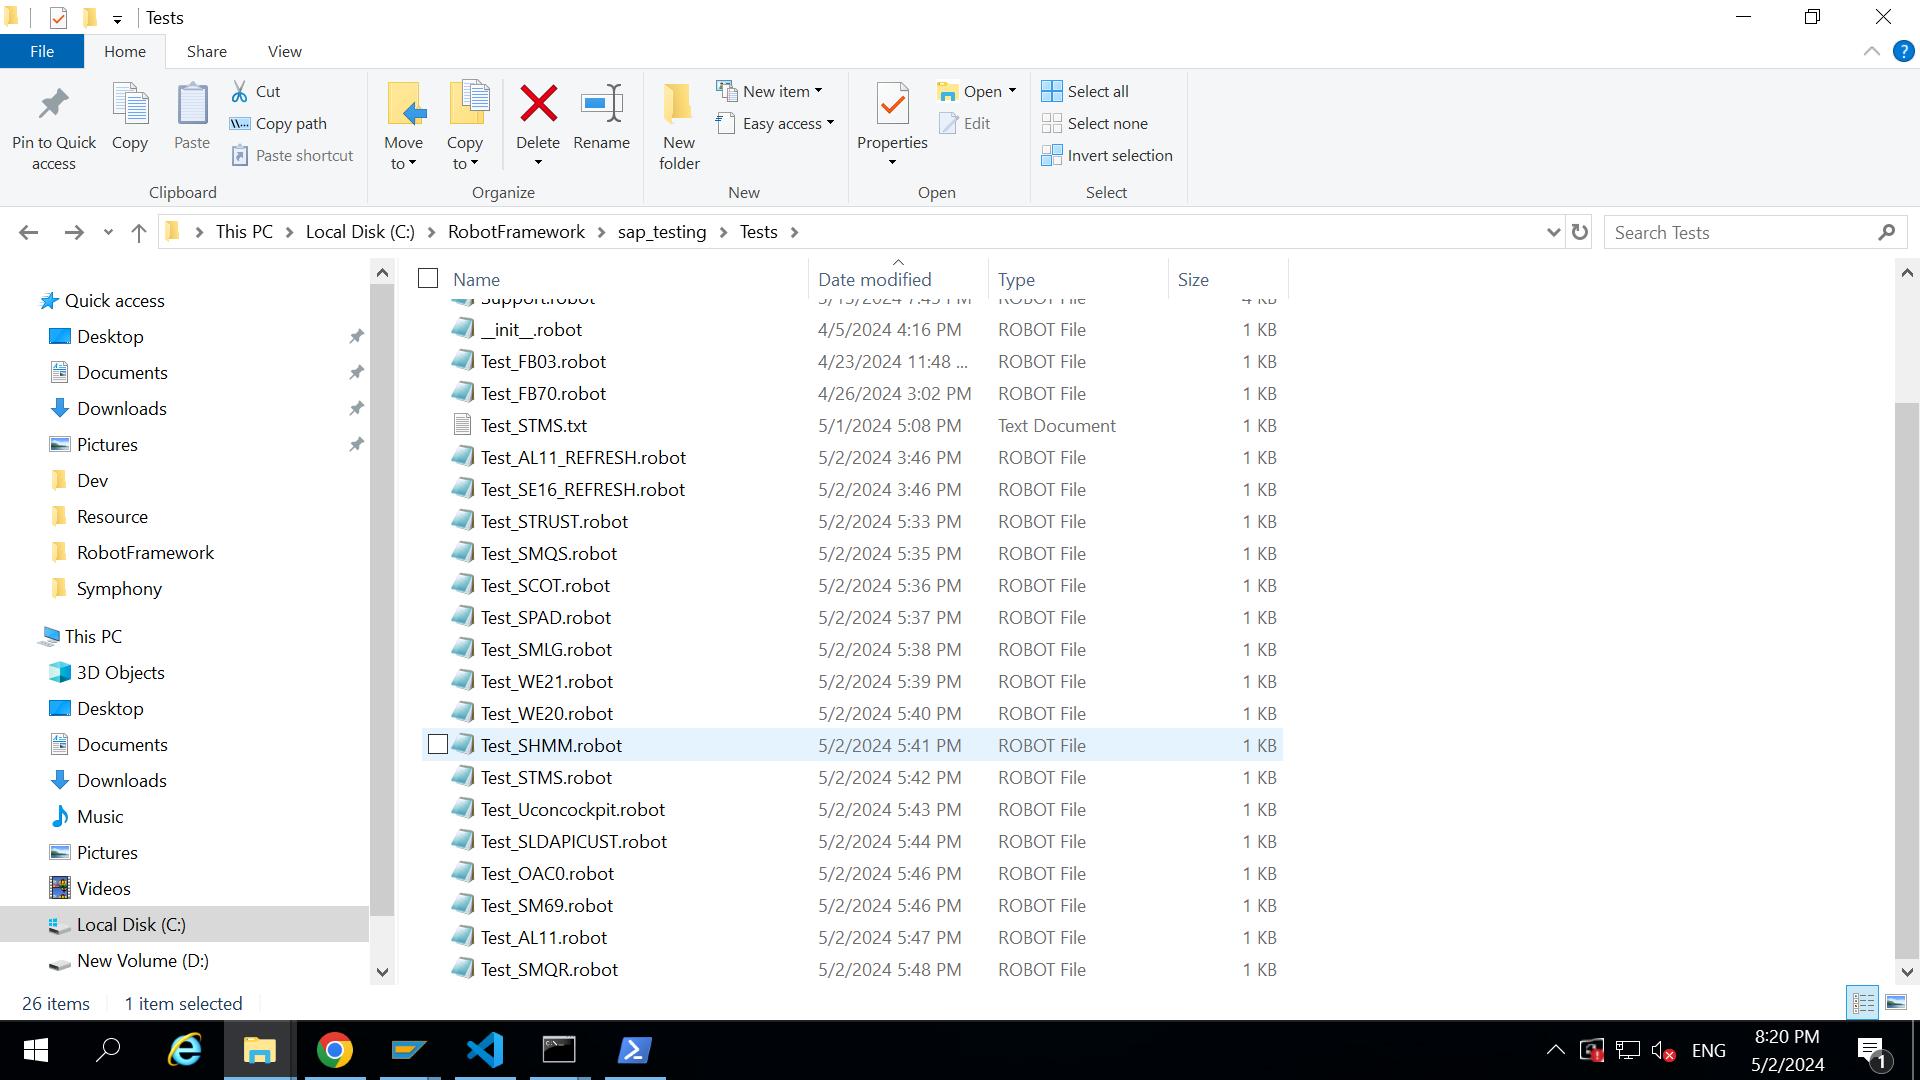 Tests
File Home Share View
Pin to Quick access
Copy
Paste
Cut
Copy path
Paste shortcut
Clipboard
Move to
Copy to
Delete
Rename
Organize
New folder
New item
Easy access
New
Properties
Open
Edit
Open
Select all
Select none
Invert selection
Select
This PC > Local Disk (C:) > RobotFramework > sap_testing > Tests >
Search Tests
Quick access
Desktop
Documents
Downloads
Pictures
Dev
Resource
RobotFramework
Symphony
This PC
3D Objects
Desktop
Documents
Downloads
Music
Pictures
Videos
Local Disk (C:)
New Volume (D:)
Name Date modified Type Size
Support.robot
__init__.robot 4/5/2024 4:16 PM ROBOT File 1 KB
Test_FB03.robot 4/23/2024 11:48 ... ROBOT File 1 KB
Test_FB70.robot 4/26/2024 3:02 PM ROBOT File 1 KB
Test_STMS.txt 5/1/2024 5:08 PM Text Document 1 KB
Test_AL11_REFRESH.robot 5/2/2024 3:46 PM ROBOT File 1 KB
Test_SE16_REFRESH.robot 5/2/2024 3:46 PM ROBOT File 1 KB
Test_STRUST.robot 5/2/2024 5:33 PM ROBOT File 1 KB
Test_SMQS.robot 5/2/2024 5:35 PM ROBOT File 1 KB
Test_SCOT.robot 5/2/2024 5:36 PM ROBOT File 1 KB
Test_SPAD.robot 5/2/2024 5:37 PM ROBOT File 1 KB
Test_SMLG.robot 5/2/2024 5:38 PM ROBOT File 1 KB
Test_WE21.robot 5/2/2024 5:39 PM ROBOT File 1 KB
Test_WE20.robot 5/2/2024 5:40 PM ROBOT File 1 KB
Test_SHMM.robot 5/2/2024 5:41 PM ROBOT File 1 KB
Test_STMS.robot 5/2/2024 5:42 PM ROBOT File 1 KB
Test_Uconcockpit.robot 5/2/2024 5:43 PM ROBOT File 1 KB
Test_SLDAPICUST.robot 5/2/2024 5:44 PM ROBOT File 1 KB
Test_OAC0.robot 5/2/2024 5:46 PM ROBOT File 1 KB
Test_SM69.robot 5/2/2024 5:46 PM ROBOT File 1 KB
Test_AL11.robot 5/2/2024 5:47 PM ROBOT File 1 KB
Test_SMQR.robot 5/2/2024 5:48 PM ROBOT File 1 KB
26 items 1 item selected
ENG
8:20 PM
5/2/2024
1